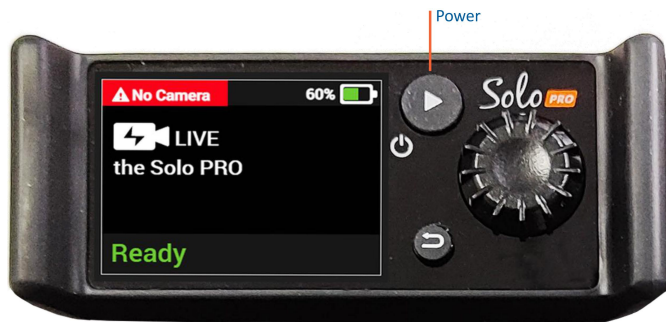 Power
No Camera
60%
LIVE
the Solo PRO
Ready
Solo PRO